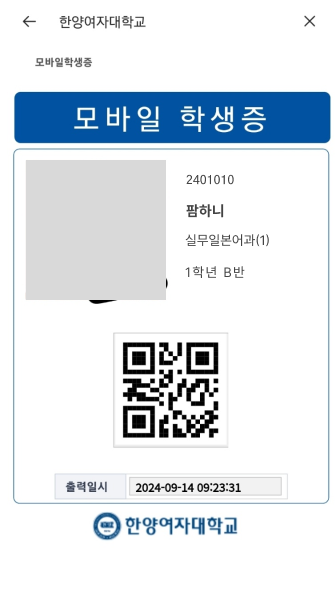 한양여자대학교
모바일학생증
모바일 학생증
2401010
팜하니
실무일본어과(1)
1학년 B반
출력일시 2024-09-14 09:23:31
한양여자대학교